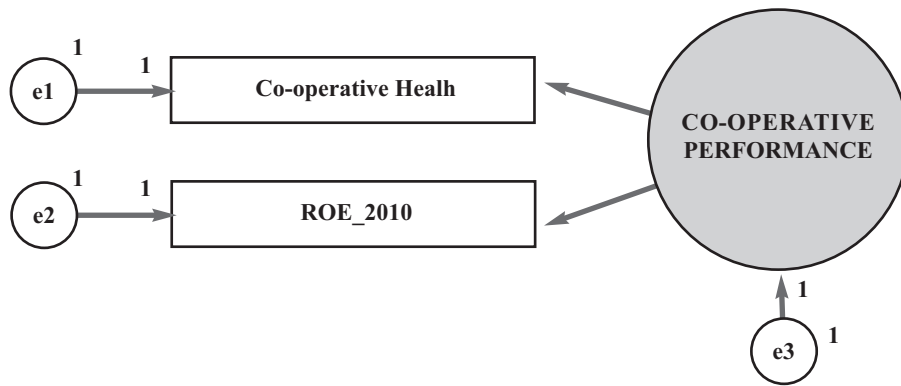 1
1
e1
Co-operative Healh
CO-OPERATIVE
PERFORMANCE
1
1
e2
ROE_2010
1
1
e3